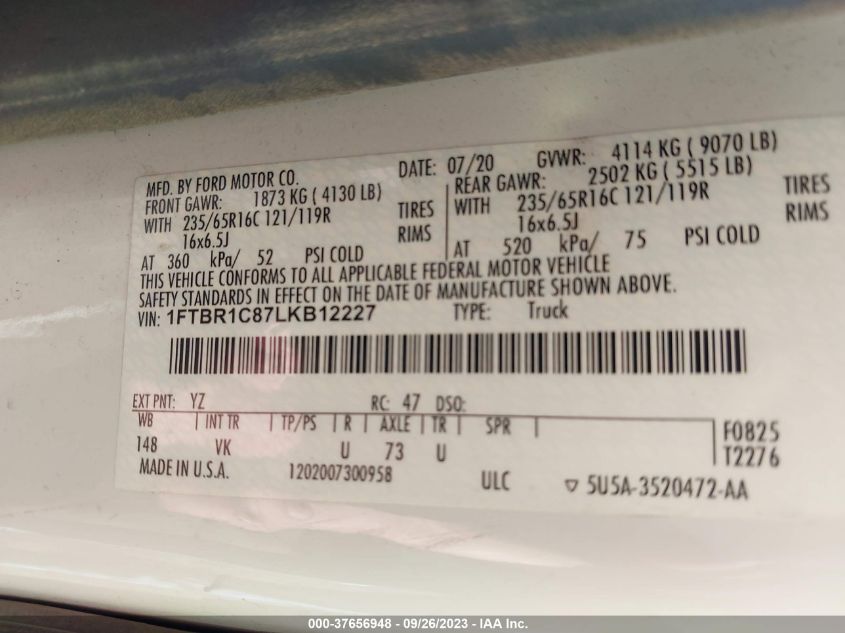 MFD. BY FORD MOTOR CO. DATE: 07/20 GVWR: 4114 KG ( 9070 LB)
FRONT GAWR: 1873 KG ( 4130 LB) REAR GAWR: 2502 KG ( 5515 LB)
WITH 235/65R16C 121/119R TIRES WITH 235/65R16C 121/119R TIRES
16x6.5J RIMS 16x6.5J RIMS
AT 360 kPa/ 52 PSI COLD AT 520 kPa/ 75 PSI COLD
THIS VEHICLE CONFORMS TO ALL APPLICABLE FEDERAL MOTOR VEHICLE
SAFETY STANDARDS IN EFFECT ON THE DATE OF MANUFACTURE SHOWN ABOVE.
VIN: 1FTBR1C87LKB12227 TYPE: Truck
EXT PNT: YZ RC: 47 DSO:
WB | INT TR | TP/PS | R | AXLE | TR | SPR | F0825
148 VK U 73 U T2276
MADE IN U.S.A. 1202007300958 ULC ▽ 5U5A-3520472-AA
000-37656948 - 09/26/2023 - IAA Inc.